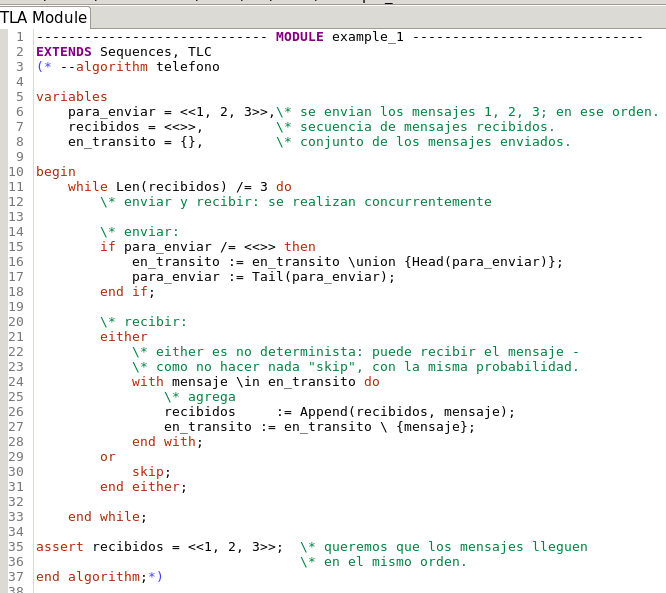 TLA Module
1 ----------------------------- MODULE example_1 -----------------------------
2 EXTENDS Sequences, TLC
3 (* --algorithm telefono
4
5 variables
6 para_enviar = <<1, 2, 3>>,\* se envian los mensajes 1, 2, 3; en ese orden.
7 recibidos = <<>>, \* secuencia de mensajes recibidos.
8 en_transito = {}, \* conjunto de los mensajes enviados.
9
10 begin
11 while Len(recibidos) /= 3 do
12 \* enviar y recibir: se realizan concurrentemente
13
14 \* enviar:
15 if para_enviar /= <<>> then
16 en_transito := en_transito \union {Head(para_enviar)};
17 para_enviar := Tail(para_enviar);
18 end if;
19
20 \* recibir:
21 either
22 \* either es no determinista: puede recibir el mensaje -
23 \* como no hacer nada "skip", con la misma probabilidad.
24 with mensaje \in en_transito do
25 \* agrega
26 recibidos := Append(recibidos, mensaje);
27 en_transito := en_transito \ {mensaje};
28 end with;
29 or
30 skip;
31 end either;
32
33 end while;
34
35 assert recibidos = <<1, 2, 3>>; \* queremos que los mensajes lleguen
36 \* en el mismo orden.
37 end algorithm;*)
38